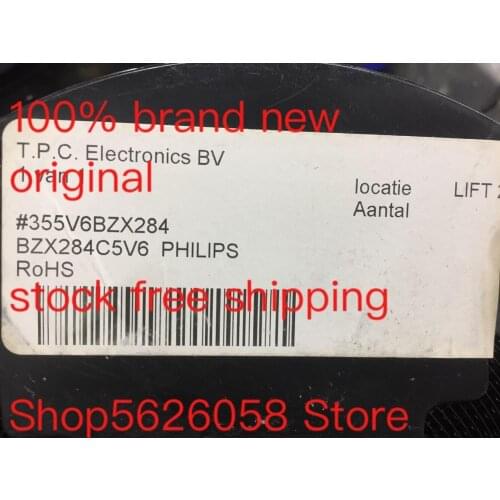 100% brand new
T.P.C. Electronics BV
original
locatie LIFT
Aantal
#355V6BZX284
BZX284C5V6 PHILIPS
RoHS
stock free shipping
Shop5626058 Store